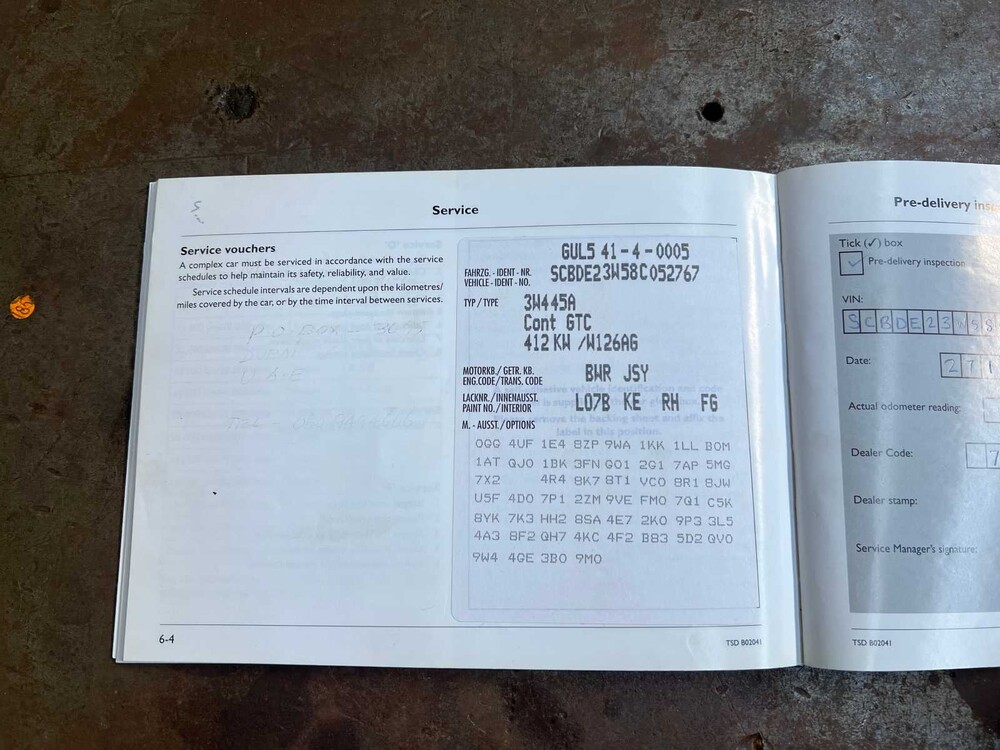 Service
Service vouchers
A complex car must be serviced in accordance with the service
schedules to help maintain its safety, reliability, and value.
Service schedule intervals are dependent upon the kilometres/
miles covered by the car, or by the time interval between services.
U.A.E
GUL5 41-4-0005
FAHRZG. - IDENT - NR.
VEHICLE - IDENT - NO.
SCBDE23W58C052767
TYP / TYPE
3W445A
Cont GTC
412 KW /W126AG
MOTORKB./ GETR. KB.
ENG.CODE/TRANS. CODE
BWR JSY
LACKNR./INNENAUSST.
PAINT NO./INTERIOR
L07B KE RH FG
M. - AUSST./OPTIONS
0GG 4UF 1E4 8ZP 9WA 1KK 1LL B0M
1AT QJ0 1BK 3FN G01 2G1 7AP 5MG
7X2 4R4 8K7 8T1 VC0 8R1 8JW
U5F 4D0 7P1 2ZM 9VE FM0 7Q1 C5K
8YK 7K3 HH2 8SA 4E7 2K0 9P3 3L5
4A3 8F2 QH7 4KC 4F2 B83 5D2 QV0
9W4 4GE 3B0 9M0
6-4
TSD B02041
Pre-delivery
Tick (✓) box
✓ Pre-delivery inspection
VIN:
SCBDE23W58
Date:
271
Actual odometer reading:
Dealer Code:
7
Dealer stamp:
Service Manager's signature:
TSD B02041